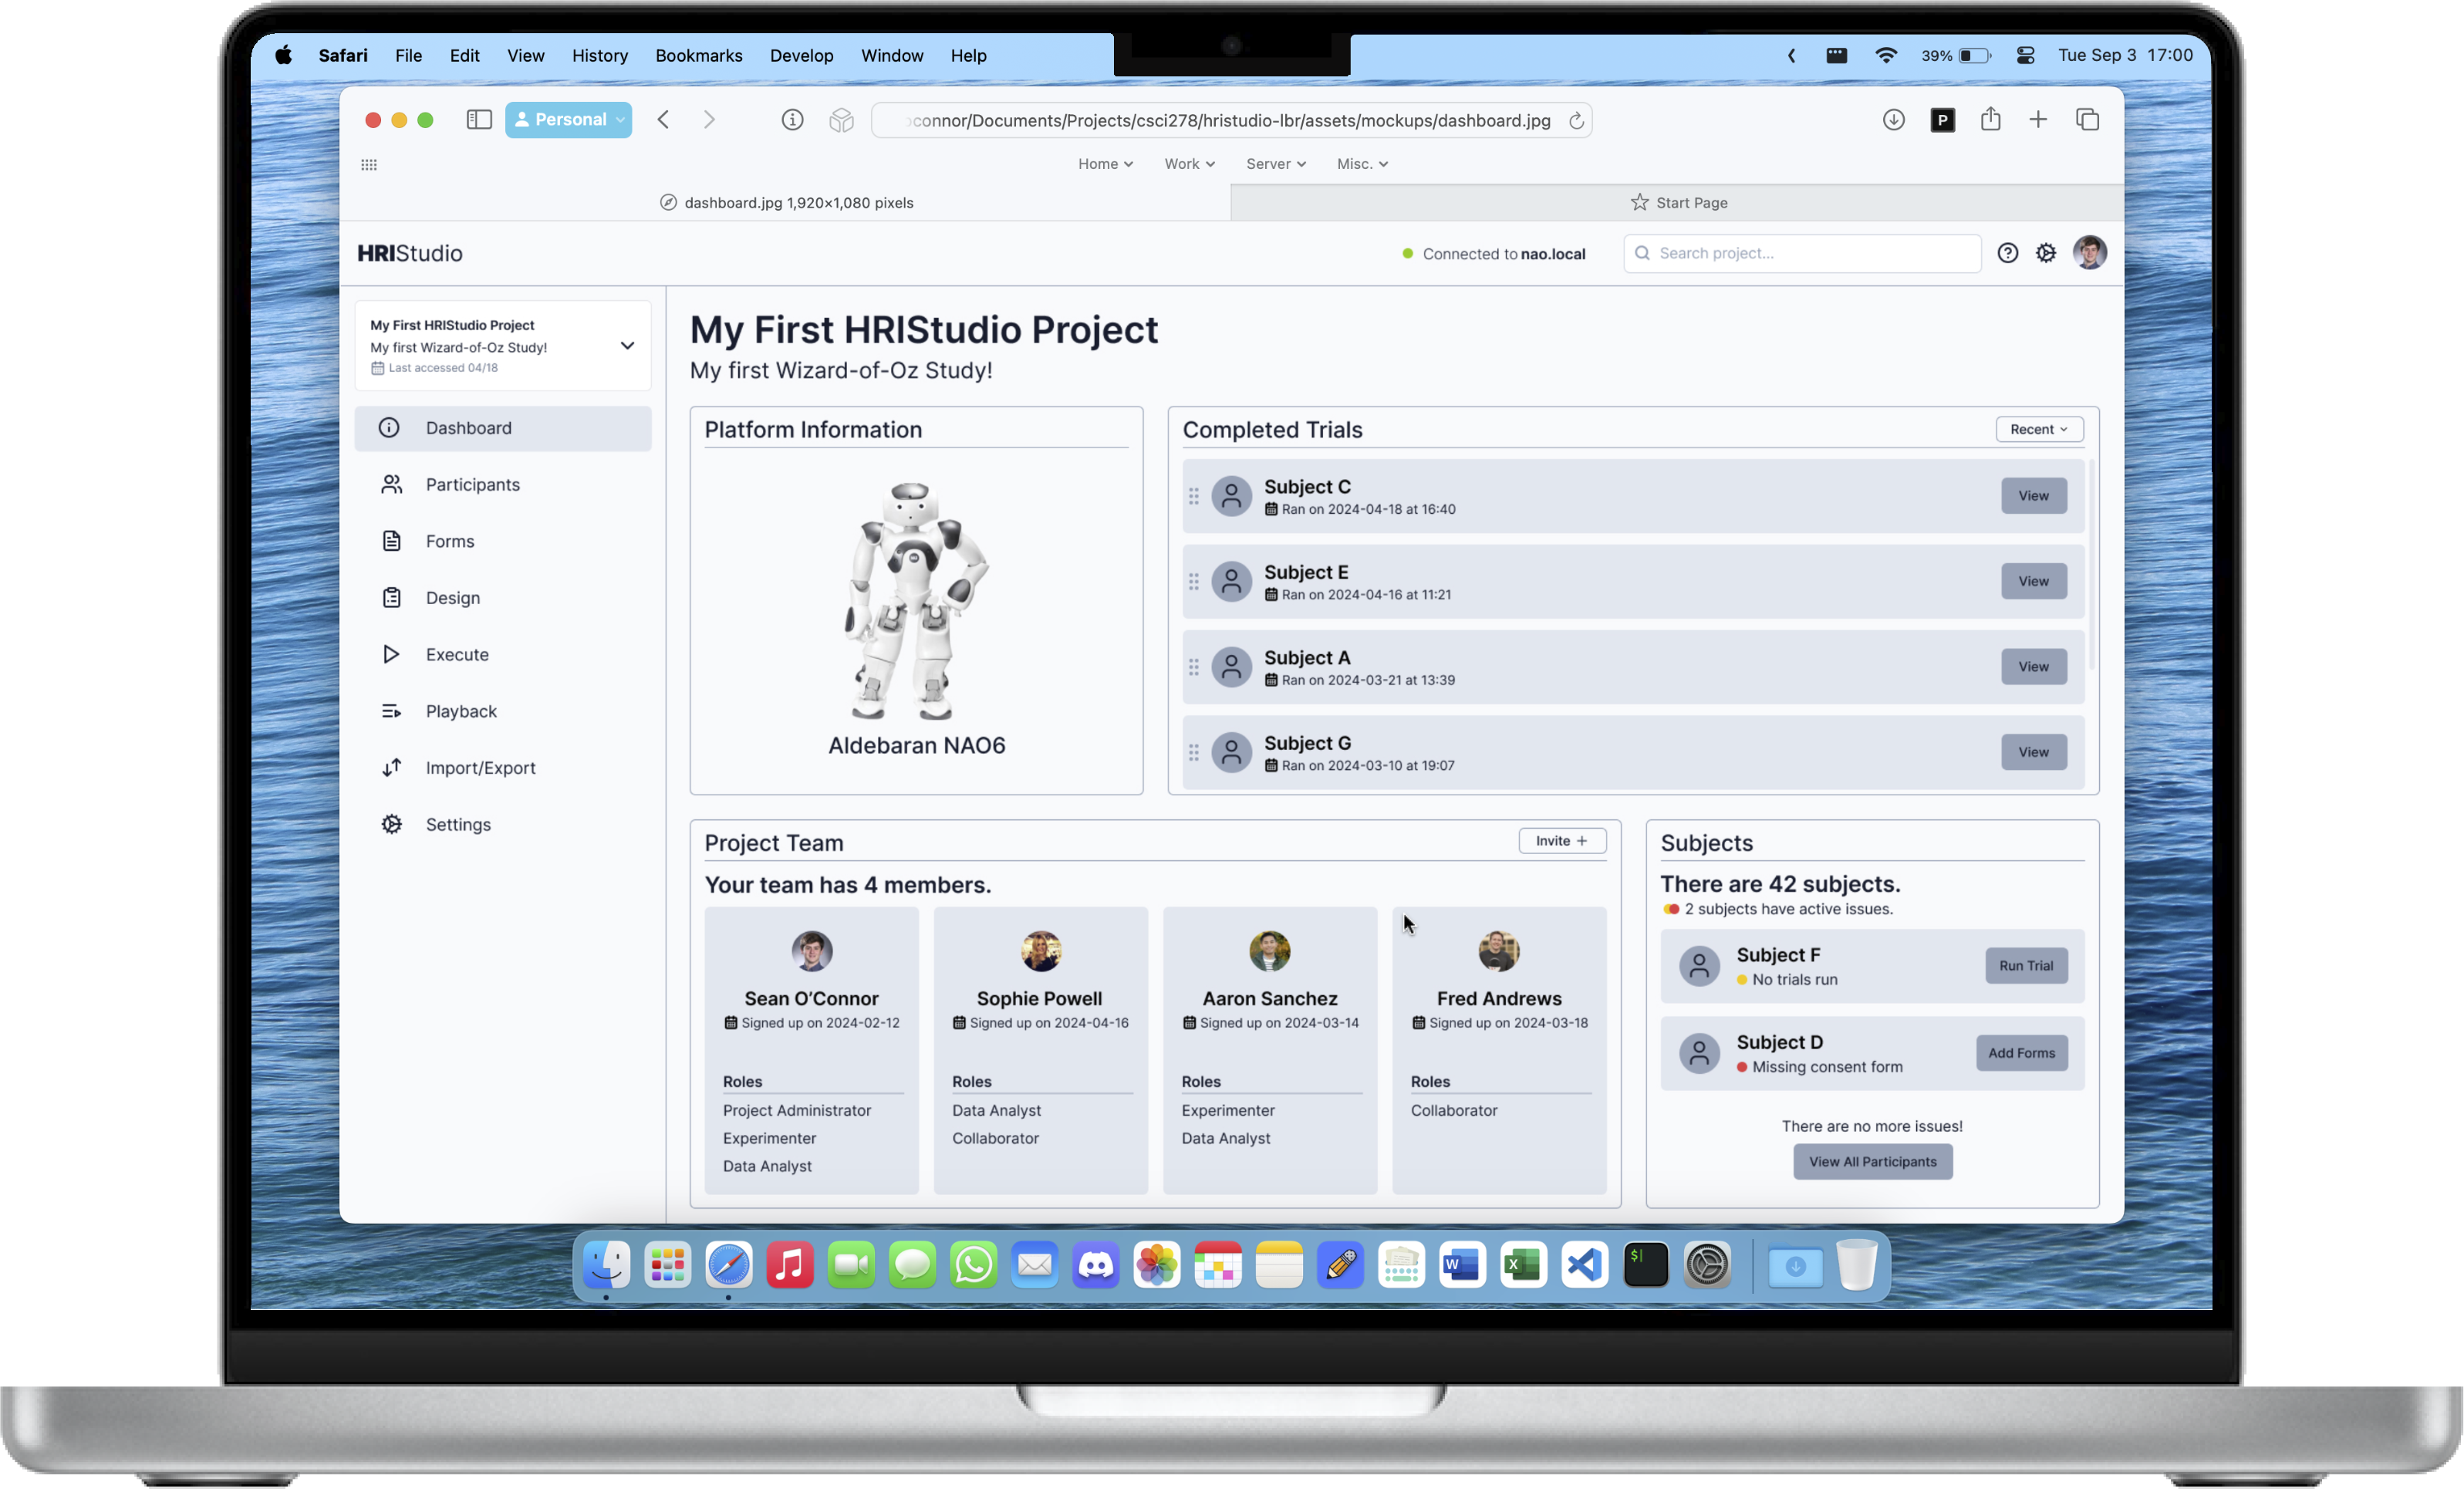 Safari File Edit View History Bookmarks Develop Window Help
39% Tue Sep 3 17:00
Personal
connor/Documents/Projects/csci278/hristudio-lbr/assets/mockups/dashboard.jpg
P
Home Work Server Misc.
dashboard.jpg 1,920×1,080 pixels
Start Page
HRIStudio
Connected to nao.local
Search project...
My First HRIStudio Project
My first Wizard-of-Oz Study!
Last accessed 04/18
Dashboard
Participants
Forms
Design
Execute
Playback
Import/Export
Settings
My First HRIStudio Project
My first Wizard-of-Oz Study!
Platform Information
Aldebaran NAO6
Completed Trials
Recent
Subject C
Ran on 2024-04-18 at 16:40
View
Subject E
Ran on 2024-04-16 at 11:21
View
Subject A
Ran on 2024-03-21 at 13:39
View
Subject G
Ran on 2024-03-10 at 19:07
View
Project Team
Invite +
Your team has 4 members.
Sean O’Connor
Signed up on 2024-02-12
Roles
Project Administrator
Experimenter
Data Analyst
Sophie Powell
Signed up on 2024-04-16
Roles
Data Analyst
Collaborator
Aaron Sanchez
Signed up on 2024-03-14
Roles
Experimenter
Data Analyst
Fred Andrews
Signed up on 2024-03-18
Roles
Collaborator
Subjects
There are 42 subjects.
2 subjects have active issues.
Subject F
No trials run
Run Trial
Subject D
Missing consent form
Add Forms
There are no more issues!
View All Participants
W
X
$